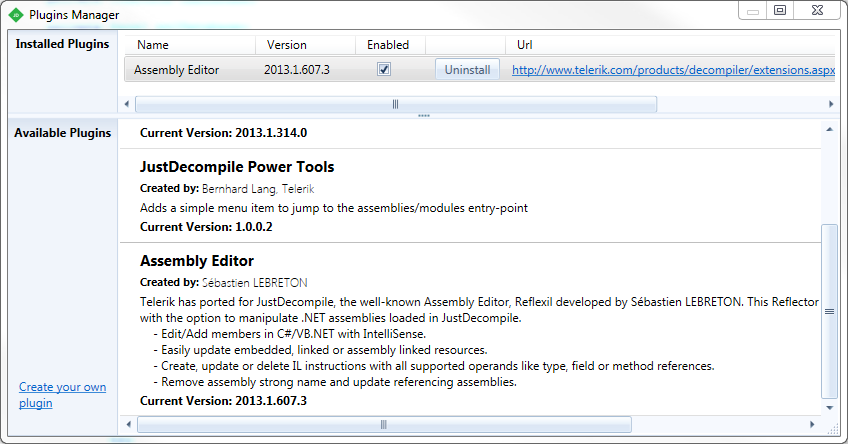 Plugins Manager
Installed Plugins
Name Version Enabled Url
Assembly Editor 2013.1.607.3 Uninstall http://www.telerik.com/products/decompiler/extensions.aspx
Available Plugins
Current Version: 2013.1.314.0
JustDecompile Power Tools
Created by: Bernhard Lang, Telerik
Adds a simple menu item to jump to the assemblies/modules entry-point
Current Version: 1.0.0.2
Assembly Editor
Created by: Sébastien LEBRETON
Telerik has ported for JustDecompile, the well-known Assembly Editor, Reflexil developed by Sébastien LEBRETON. This Reflector
with the option to manipulate .NET assemblies loaded in JustDecompile.
- Edit/Add members in C#/VB.NET with IntelliSense.
- Easily update embedded, linked or assembly linked resources.
- Create, update or delete IL instructions with all supported operands like type, field or method references.
- Remove assembly strong name and update referencing assemblies.
Current Version: 2013.1.607.3
Create your own
plugin